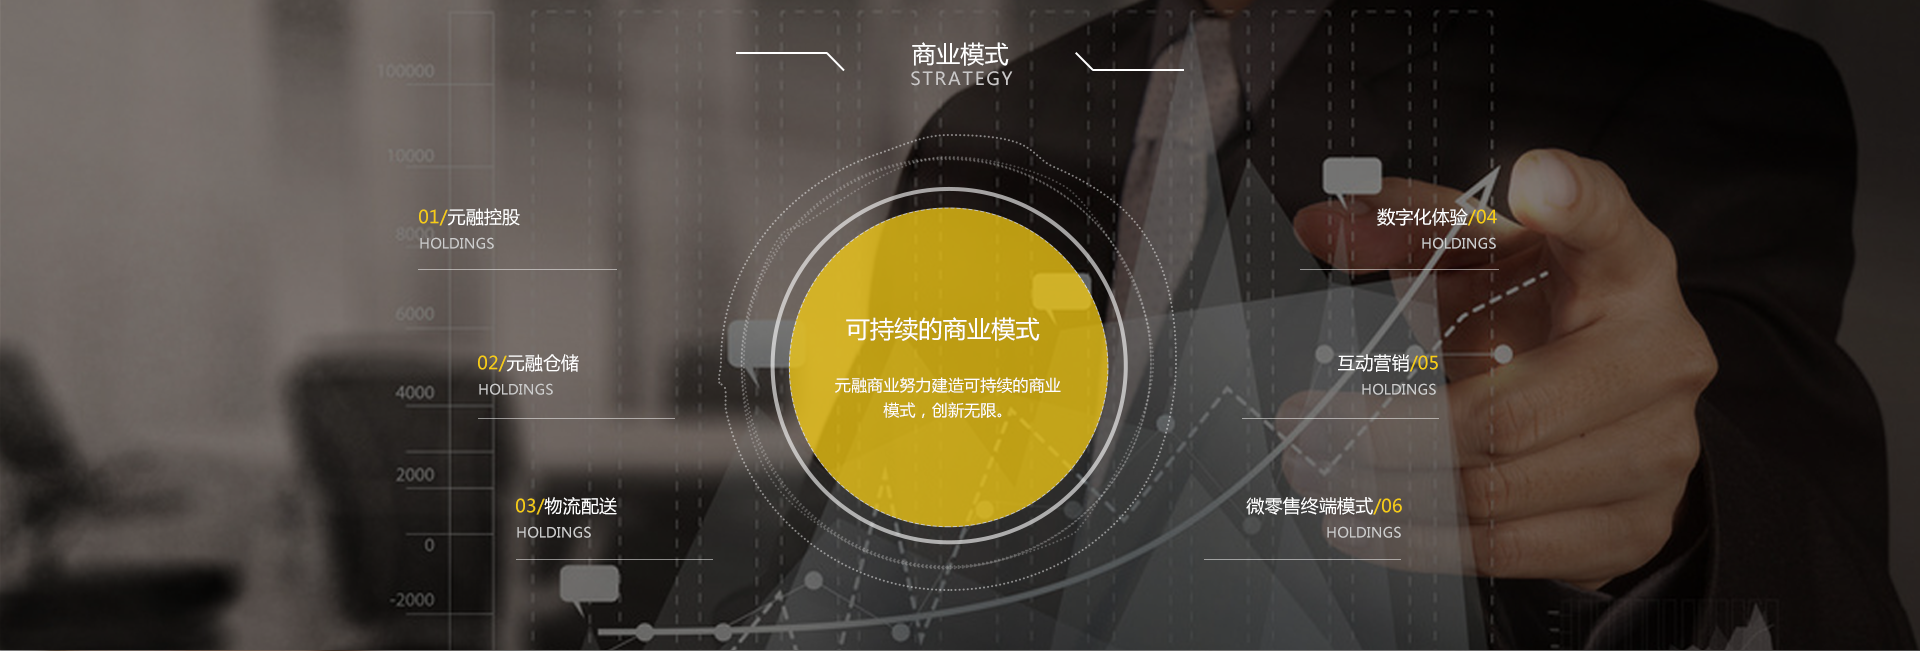 商业模式
STRATEGY
100000
10000
8000
6000
4000
2000
0
-2000
01/元融控股
HOLDINGS
02/元融仓储
HOLDINGS
03/物流配送
HOLDINGS
可持续的商业模式
元融商业努力建造可持续的商业
模式，创新无限。
数字化体验/04
HOLDINGS
互动营销/05
HOLDINGS
微零售终端模式/06
HOLDINGS